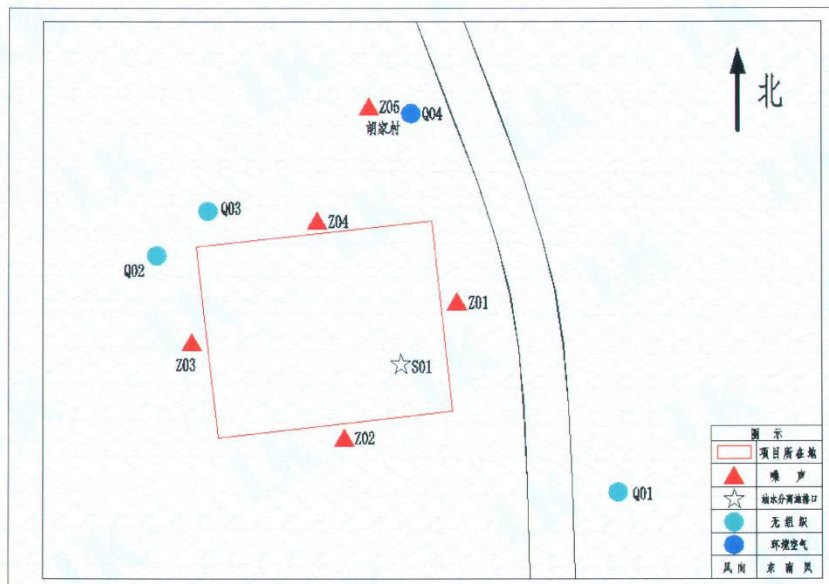 北
Z05
胡家村
Q04
Q03
Z04
Q02
Z01
Z03
S01
Z02
Q01
图 示
项目所在地
噪 声
油水分离池排口
无组织
环境空气
风向 东南风